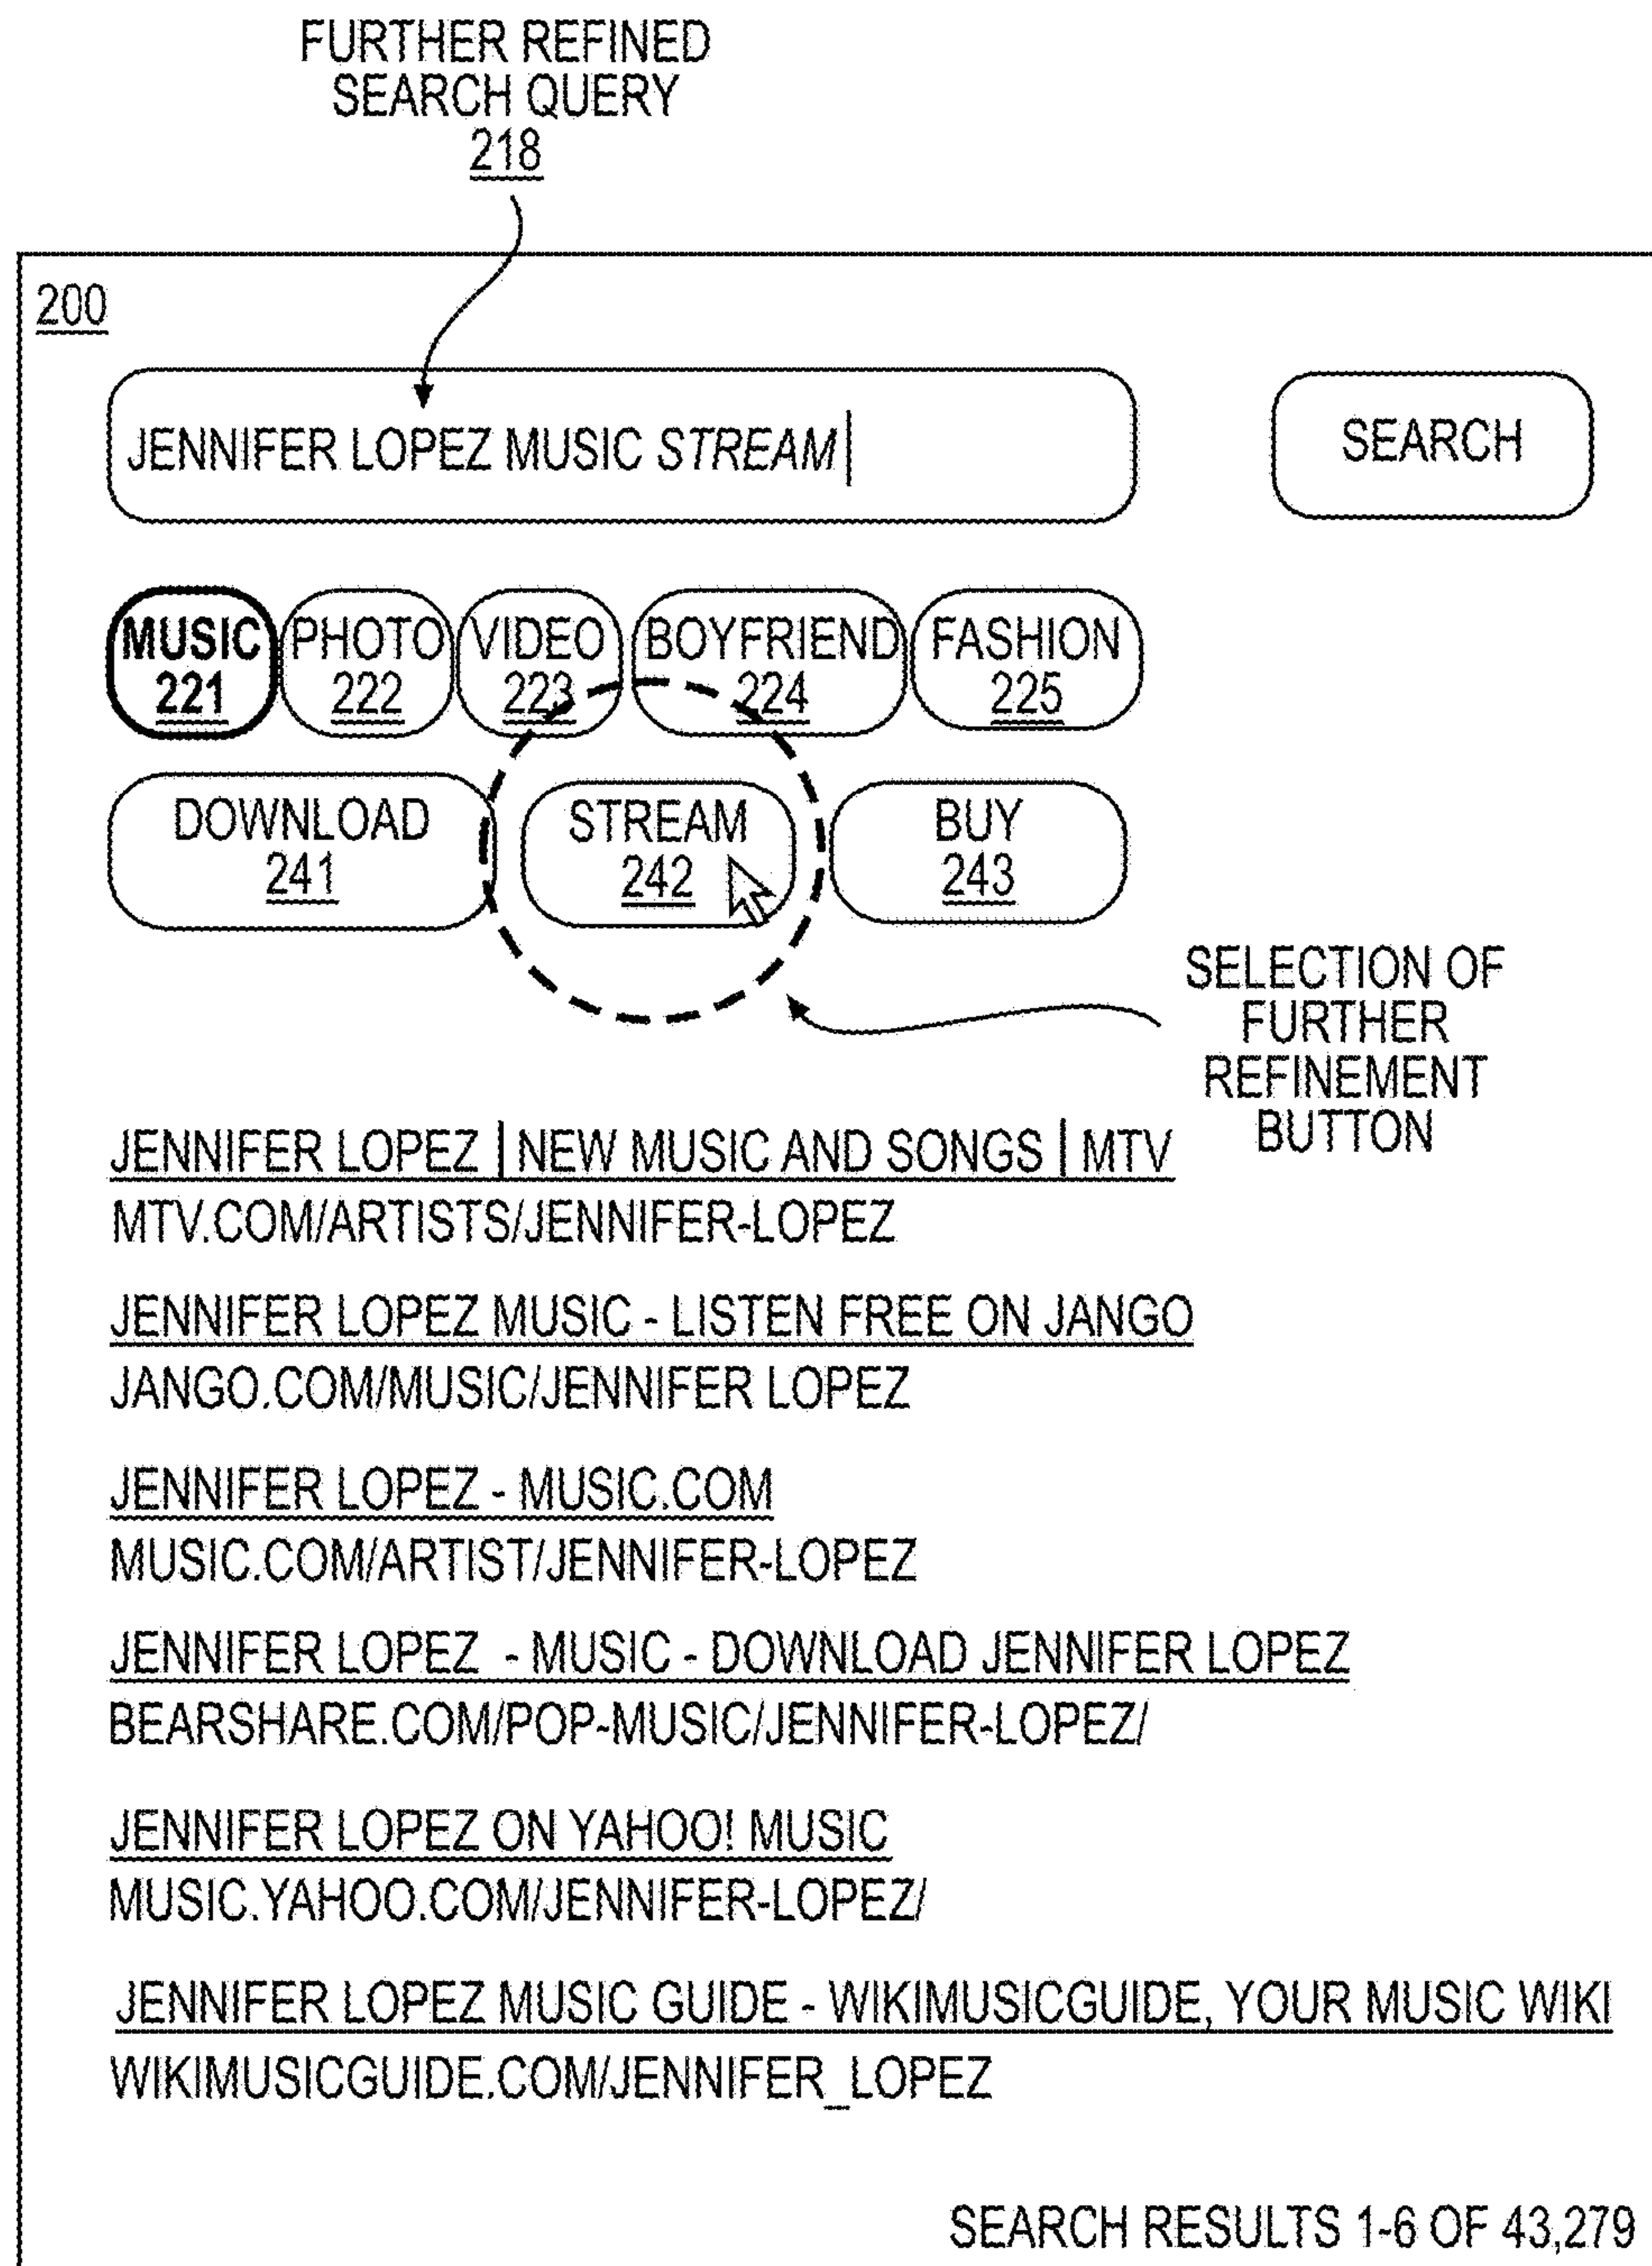 FURTHER REFINED
SEARCH QUERY
218
200
JENNIFER LOPEZ MUSIC STREAM
SEARCH
MUSIC PHOTO VIDEO BOYFRIEND FASHION
221 222 223 224 225
DOWNLOAD STREAM BUY
241 242 243
SELECTION OF
FURTHER
REFINEMENT
BUTTON
JENNIFER LOPEZ | NEW MUSIC AND SONGS | MTV
MTV.COM/ARTISTS/JENNIFER-LOPEZ
JENNIFER LOPEZ MUSIC - LISTEN FREE ON JANGO
JANGO.COM/MUSIC/JENNIFER LOPEZ
JENNIFER LOPEZ - MUSIC.COM
MUSIC.COM/ARTIST/JENNIFER-LOPEZ
JENNIFER LOPEZ - MUSIC - DOWNLOAD JENNIFER LOPEZ
BEARSHARE.COM/POP-MUSIC/JENNIFER-LOPEZ/
JENNIFER LOPEZ ON YAHOO! MUSIC
MUSIC.YAHOO.COM/JENNIFER-LOPEZ/
JENNIFER LOPEZ MUSIC GUIDE - WIKIMUSICGUIDE, YOUR MUSIC WIKI
WIKIMUSICGUIDE.COM/JENNIFER_LOPEZ
SEARCH RESULTS 1-6 OF 43,279